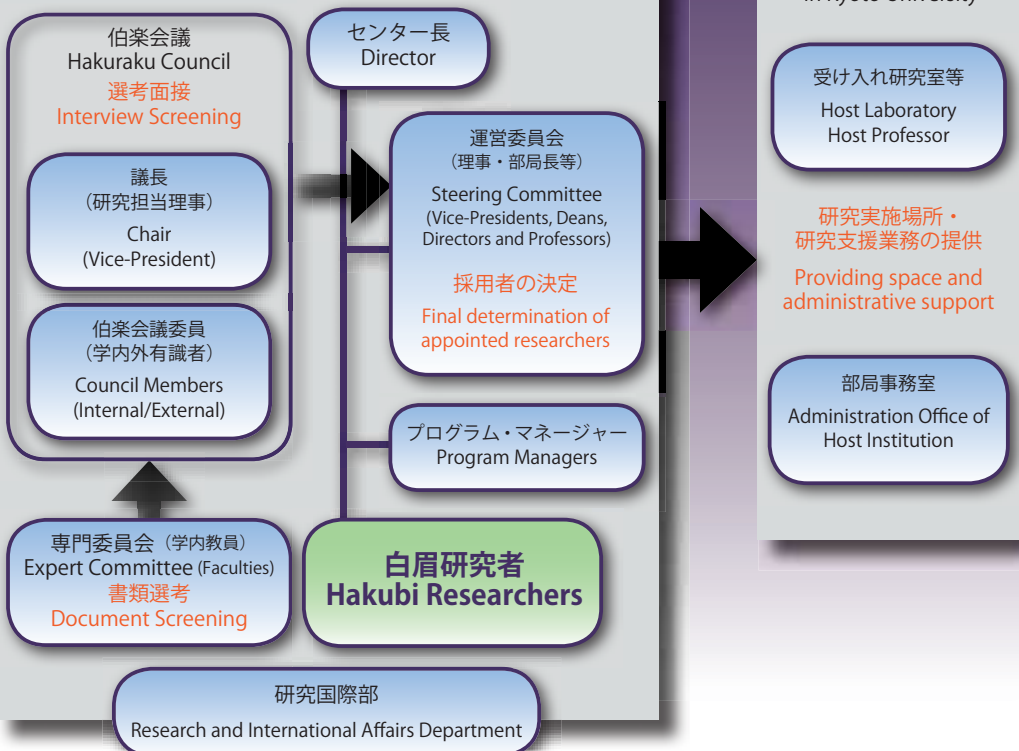 伯楽会議
Hakuraku Council
選考面接
Interview Screening
議長
（研究担当理事）
Chair
(Vice-President)
伯楽会議委員
（学内外有識者）
Council Members
(Internal/External)
専門委員会（学内教員）
Expert Committee (Faculties)
書類選考
Document Screening
センター長
Director
運営委員会
（理事・部局長等）
Steering Committee
(Vice-Presidents, Deans,
Directors and Professors)
採用者の決定
Final determination of
appointed researchers
プログラム・マネージャー
Program Managers
白眉研究者
Hakubi Researchers
研究国際部
Research and International Affairs Department
in Kyoto University
受け入れ研究室等
Host Laboratory
Host Professor
研究実施場所・
研究支援業務の提供
Providing space and
administrative support
部局事務室
Administration Office of
Host Institution